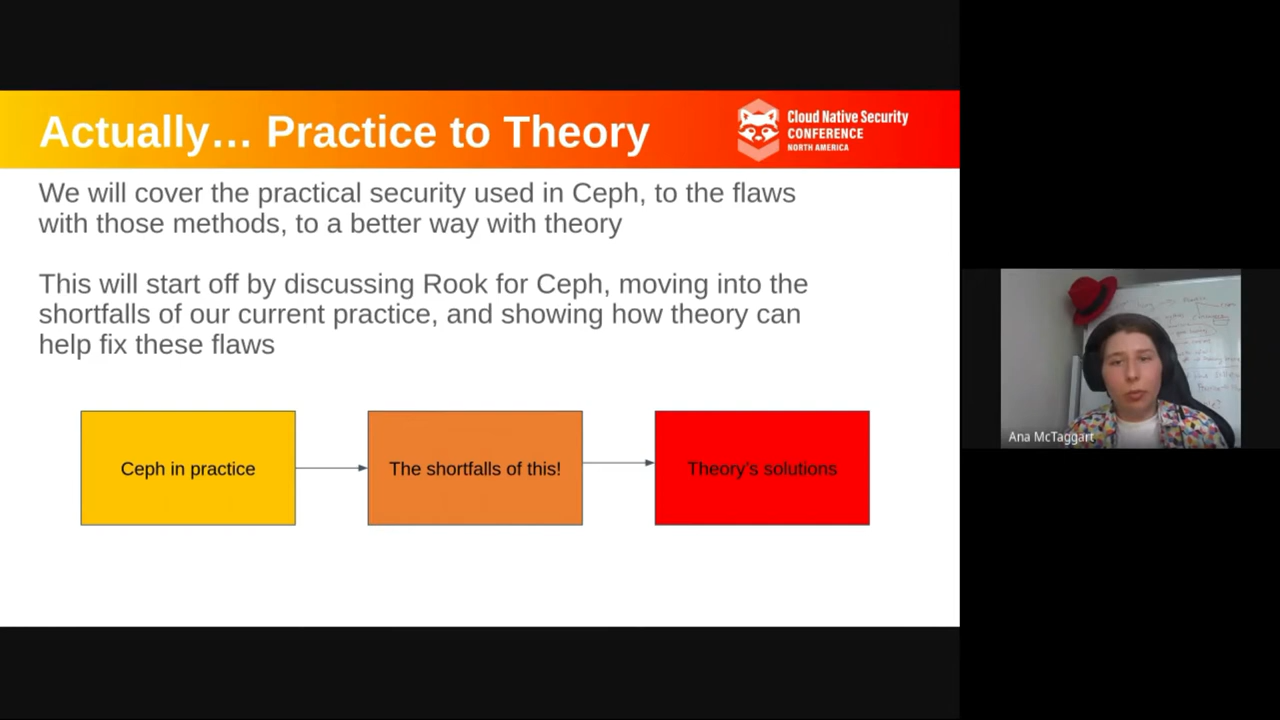 Actually… Practice to Theory
Cloud Native Security
CONFERENCE
NORTH AMERICA
We will cover the practical security used in Ceph, to the flaws
with those methods, to a better way with theory
This will start off by discussing Rook for Ceph, moving into the
shortfalls of our current practice, and showing how theory can
help fix these flaws
Ceph in practice
The shortfalls of this!
Theory's solutions
Ana McTaggart